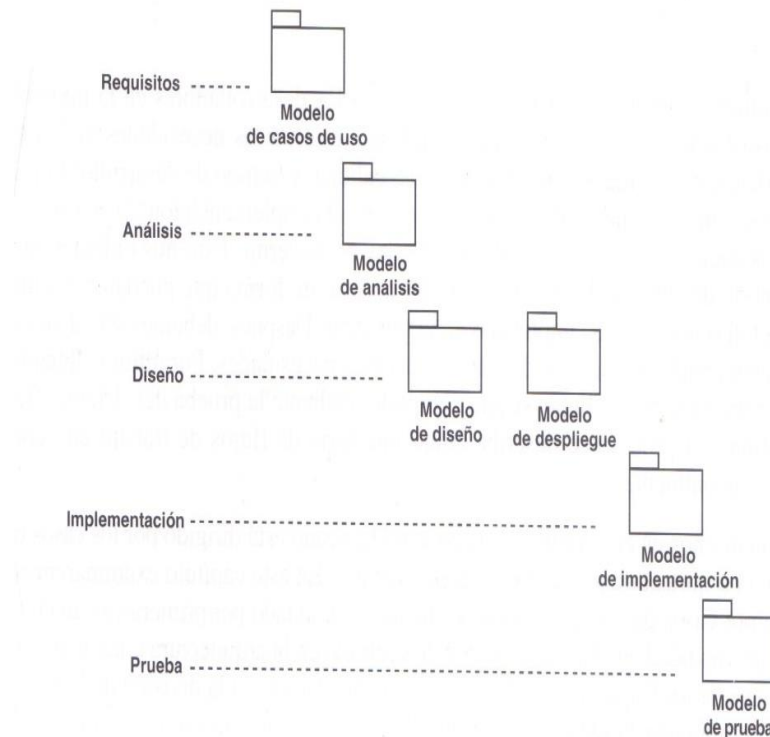 Requisitos
Modelo
de casos de uso
Análisis
Modelo
de análisis
Diseño
Modelo
de diseño
Modelo
de despliegue
Implementación
Modelo
de implementación
Prueba
Modelo
de prueba